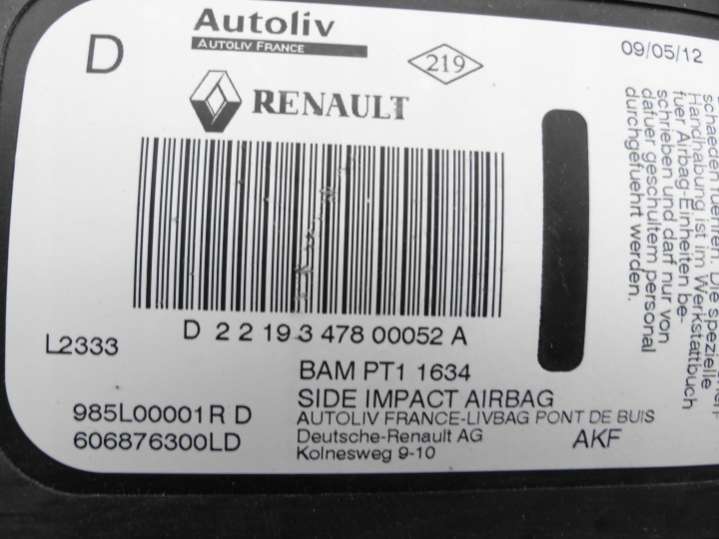 Autoliv
AUTOLIV FRANCE
D
219
09/05/12
RENAULT
D 2 2 19 3 478 00052 A
L2333
BAM PT1 1634
SIDE IMPACT AIRBAG
985L00001R D
AUTOLIV FRANCE-LIVBAG PONT DE BUIS
606876300LD
Deutsche-Renault AG
AKF
Kolnesweg 9-10
schaeden fuehren. Die spezielle
Handhabung ist im Werkstattbuch
fuer Airbag-Einheiten be-
schrieben und darf nur von
dafuer geschultem personal
durchgefuehrt werden.